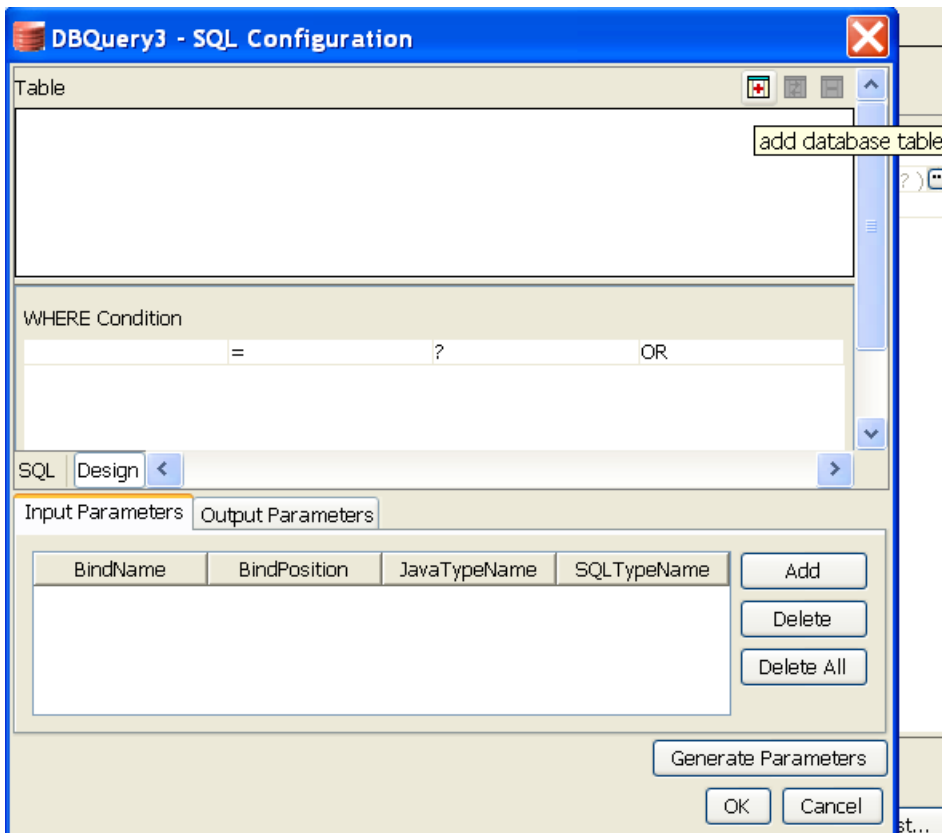 DBQuery3 - SQL Configuration
Table
add database table
? )
WHERE Condition
= ? OR
SQL Design
Input Parameters Output Parameters
BindName BindPosition JavaTypeName SQLTypeName
Add
Delete
Delete All
Generate Parameters
OK Cancel
st...